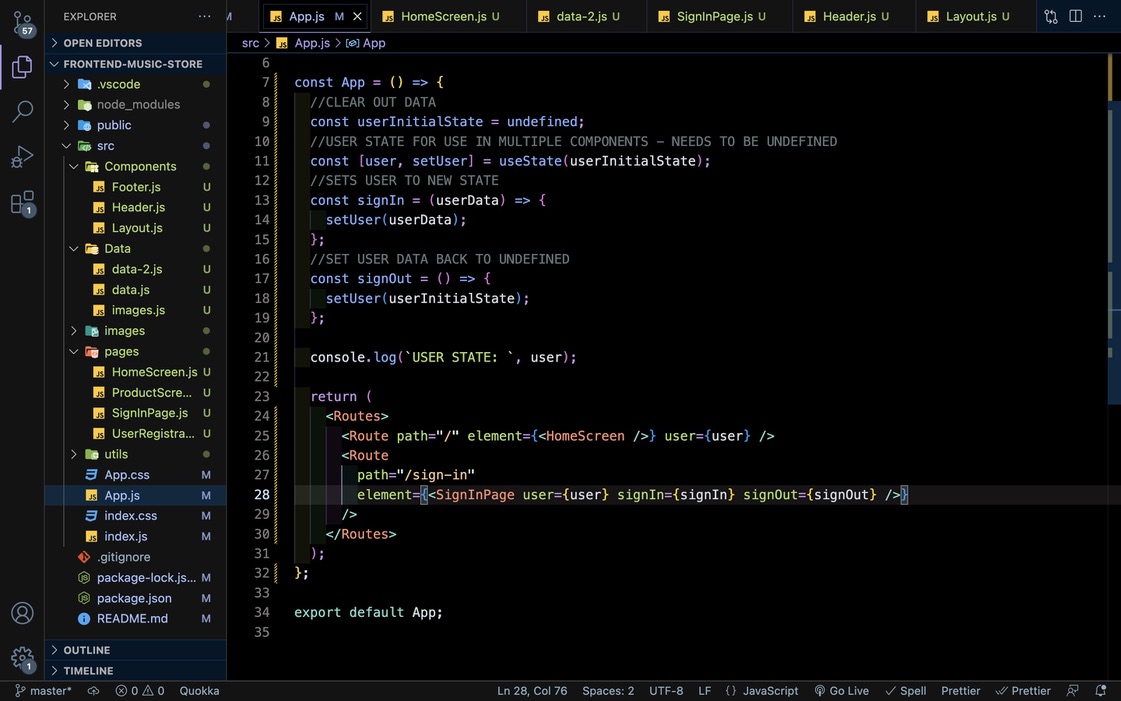 EXPLORER
M
App.js M
HomeScreen.js U
data-2.js U
SignInPage.js U
Header.js U
Layout.js U
57
OPEN EDITORS
FRONTEND-MUSIC-STORE
.vscode
node_modules
public
src
Components
Footer.js U
Header.js U
Layout.js U
Data
data-2.js U
data.js U
images.js U
images
pages
HomeScreen.js U
ProductScre... U
SignInPage.js U
UserRegistra... U
utils
App.css M
App.js M
index.css M
index.js M
.gitignore
package-lock.js... M
package.json M
README.md M
OUTLINE
TIMELINE
1
1
src > App.js > App
6
7 const App = () => {
8 //CLEAR OUT DATA
9 const userInitialState = undefined;
10 //USER STATE FOR USE IN MULTIPLE COMPONENTS – NEEDS TO BE UNDEFINED
11 const [user, setUser] = useState(userInitialState);
12 //SETS USER TO NEW STATE
13 const signIn = (userData) => {
14 setUser(userData);
15 };
16 //SET USER DATA BACK TO UNDEFINED
17 const signOut = () => {
18 setUser(userInitialState);
19 };
20
21 console.log(`USER STATE: `, user);
22
23 return (
24 <Routes>
25 <Route path="/" element={<HomeScreen />} user={user} />
26 <Route
27 path="/sign-in"
28 element={<SignInPage user={user} signIn={signIn} signOut={signOut} />}
29 />
30 </Routes>
31 );
32 };
33
34 export default App;
35
master* 0 0 Quokka Ln 28, Col 76 Spaces: 2 UTF-8 LF {} JavaScript Go Live Spell Prettier Prettier